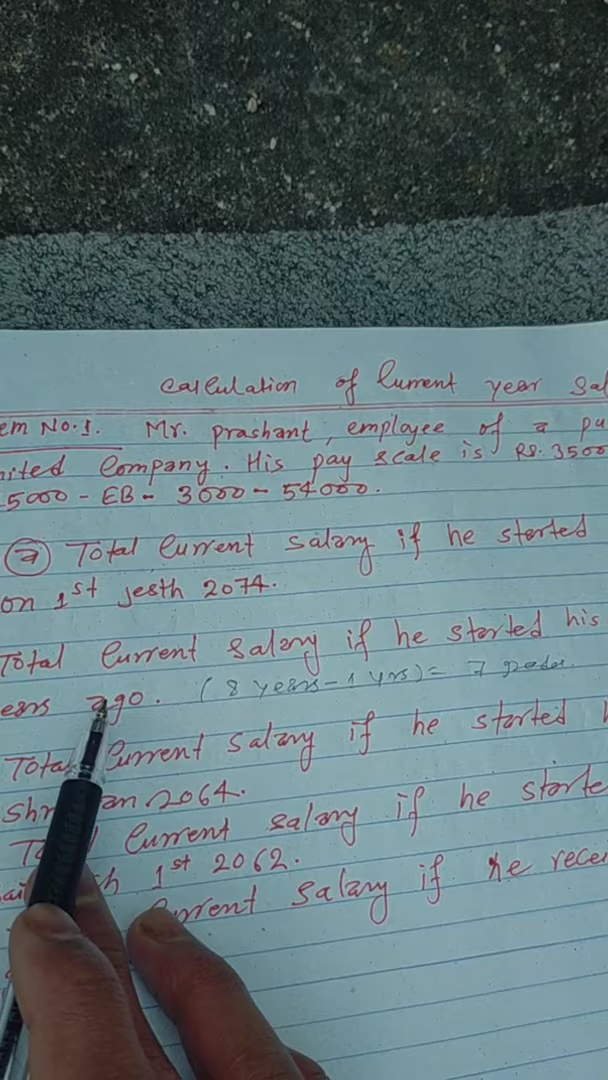 Calculation of Current year Sal
em No.1. Mr. prashant, employee of a pu
ited Company. His pay scale is Rs. 3500
5000 - EB - 3000 - 54000.
(a) Total Current salary if he started
on 1st jesth 2074.
Total Current salary if he started his
ears ago. (8 years - 1 yrs) = 7 grades.
Total Current salary if he started
Sh an 2064.
Current salary if he starte
1st 2062.
rrent salary if he rece